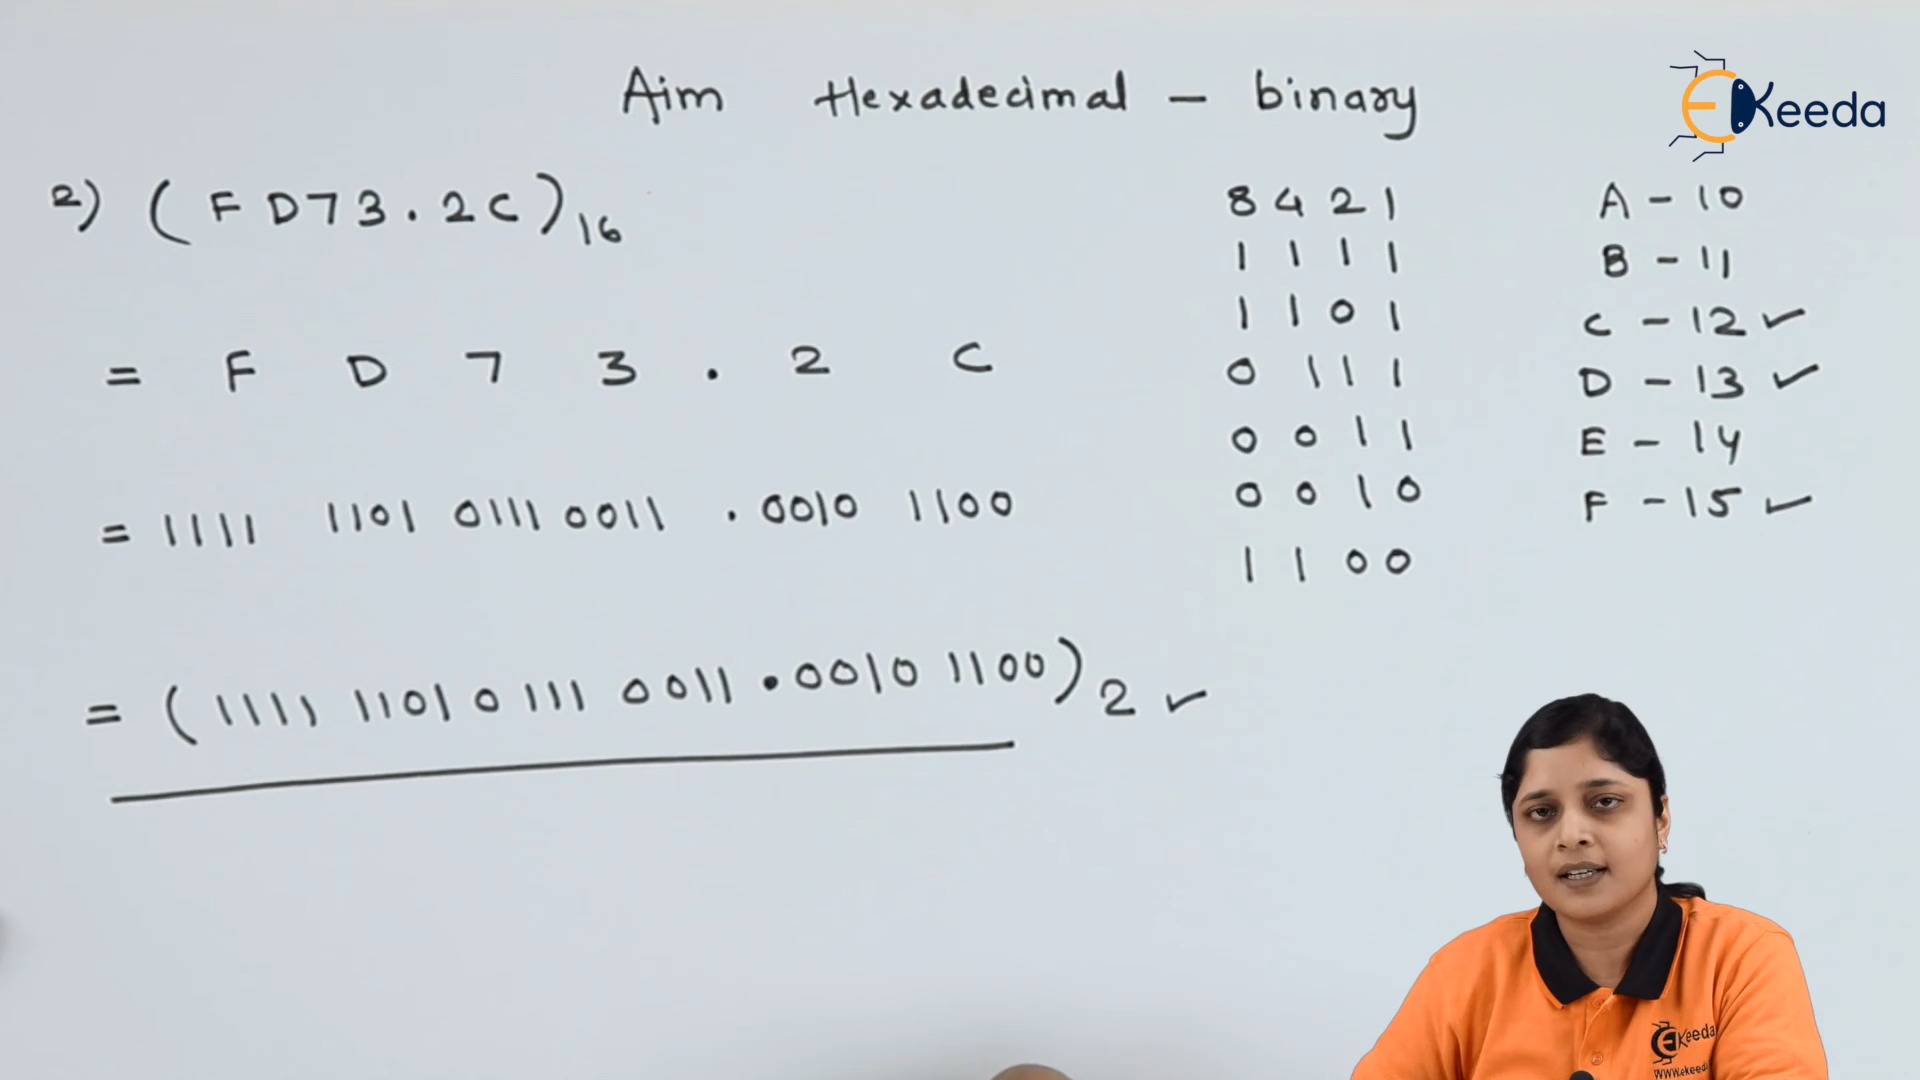 Aim Hexadecimal - binary
EKeeda
2) (FD73.2C)16
= F D 7 3 . 2 C
= 1111 1101 0111 0011 . 0010 1100
= (1111 1101 0111 0011 . 0010 1100)2 ✓
8 4 2 1
1 1 1 1
1 1 0 1
0 1 1 1
0 0 1 1
0 0 1 0
1 1 0 0
A - 10
B - 11
C - 12 ✓
D - 13 ✓
E - 14
F - 15 ✓
EKeeda